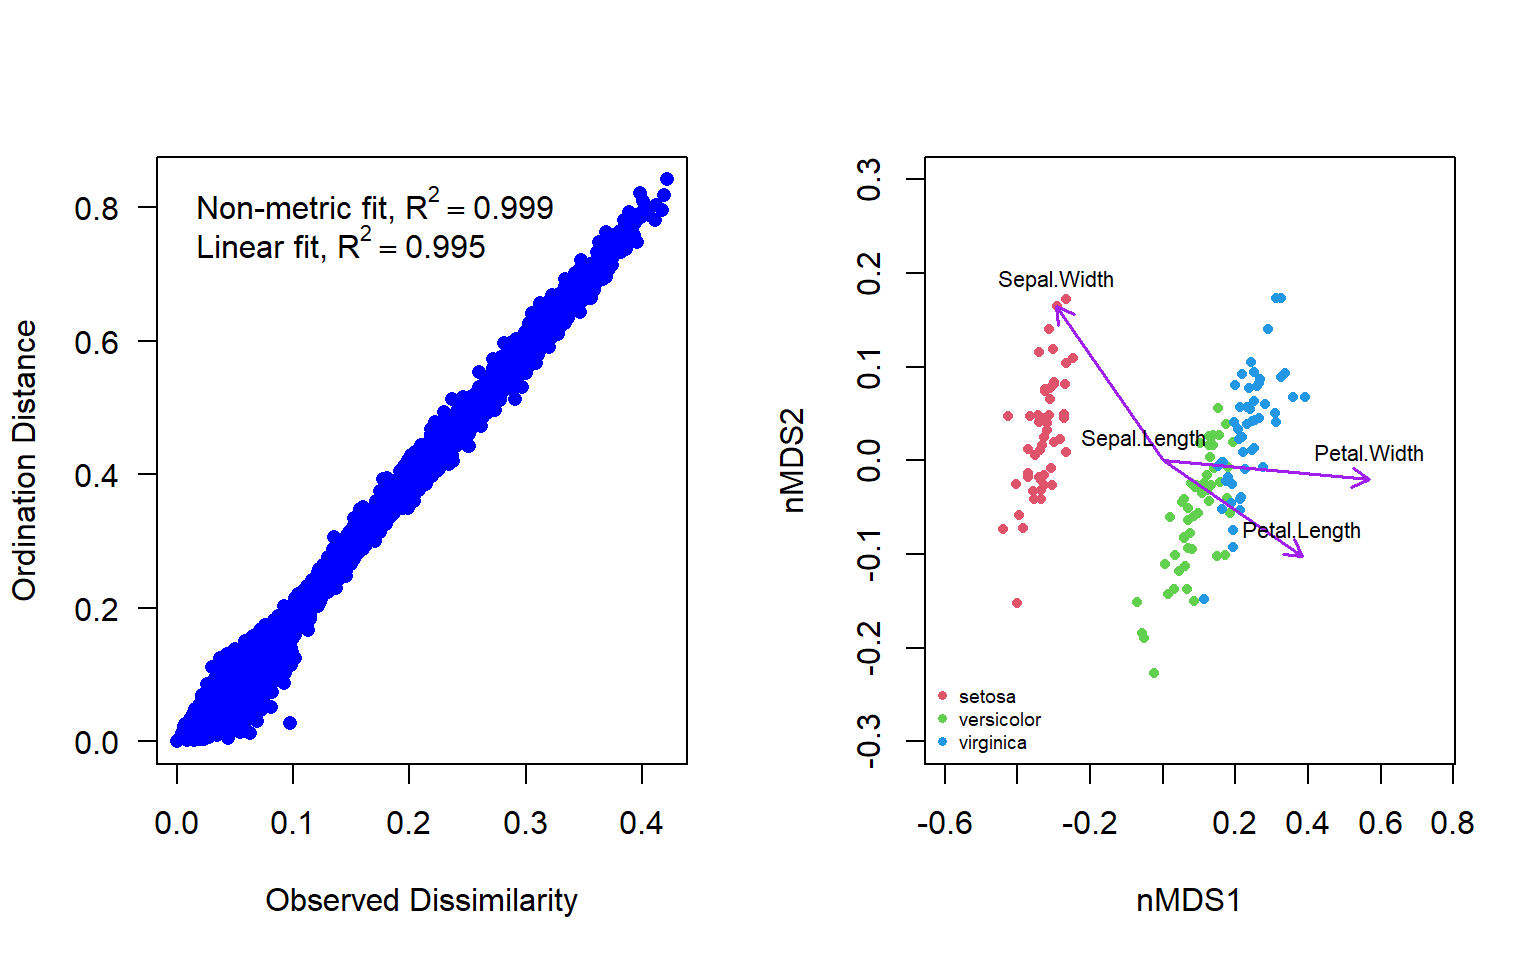 Non-metric fit, R2 = 0.999
Linear fit, R2 = 0.995
0.8
0.6
0.4
0.2
0.0
Ordination Distance
0.0 0.1 0.2 0.3 0.4
Observed Dissimilarity
0.3
0.2
0.1
0.0
-0.1
-0.2
-0.3
nMDS2
Sepal.Width
Sepal.Length
Petal.Width
Petal.Length
setosa
versicolor
virginica
-0.6 -0.2 0.2 0.4 0.6 0.8
nMDS1